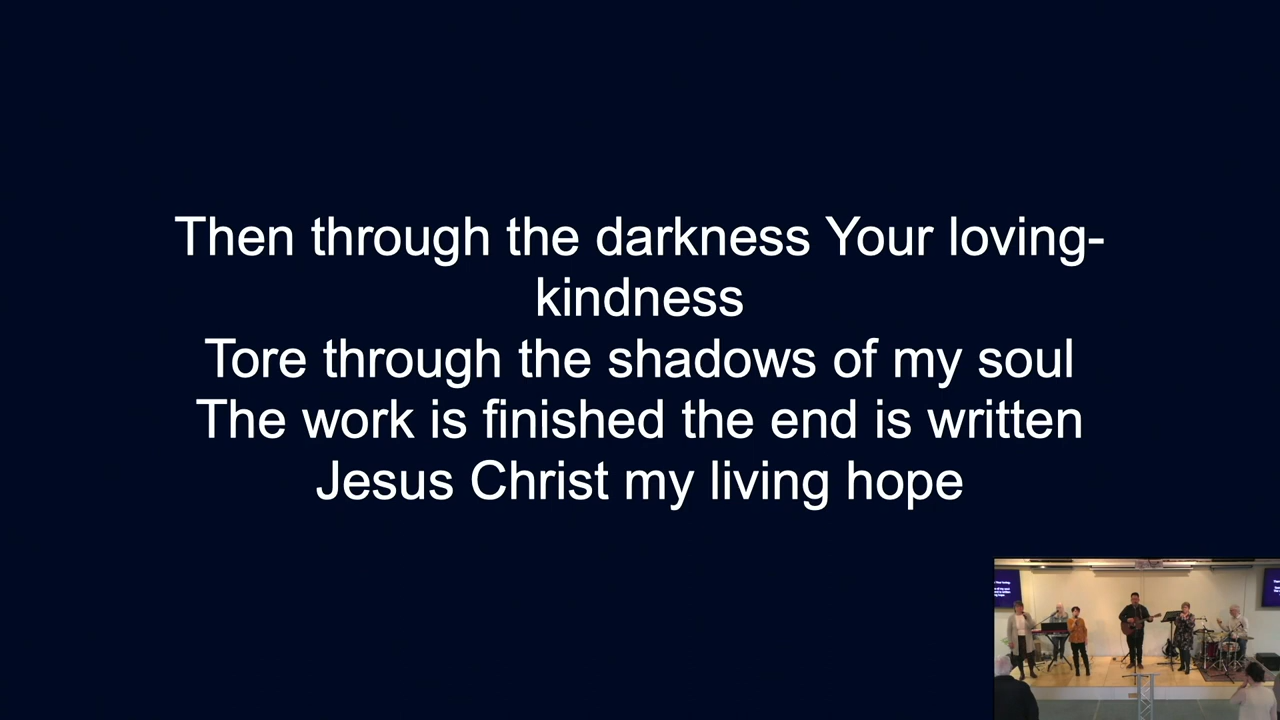 Then through the darkness Your loving-
kindness
Tore through the shadows of my soul
The work is finished the end is written
Jesus Christ my living hope